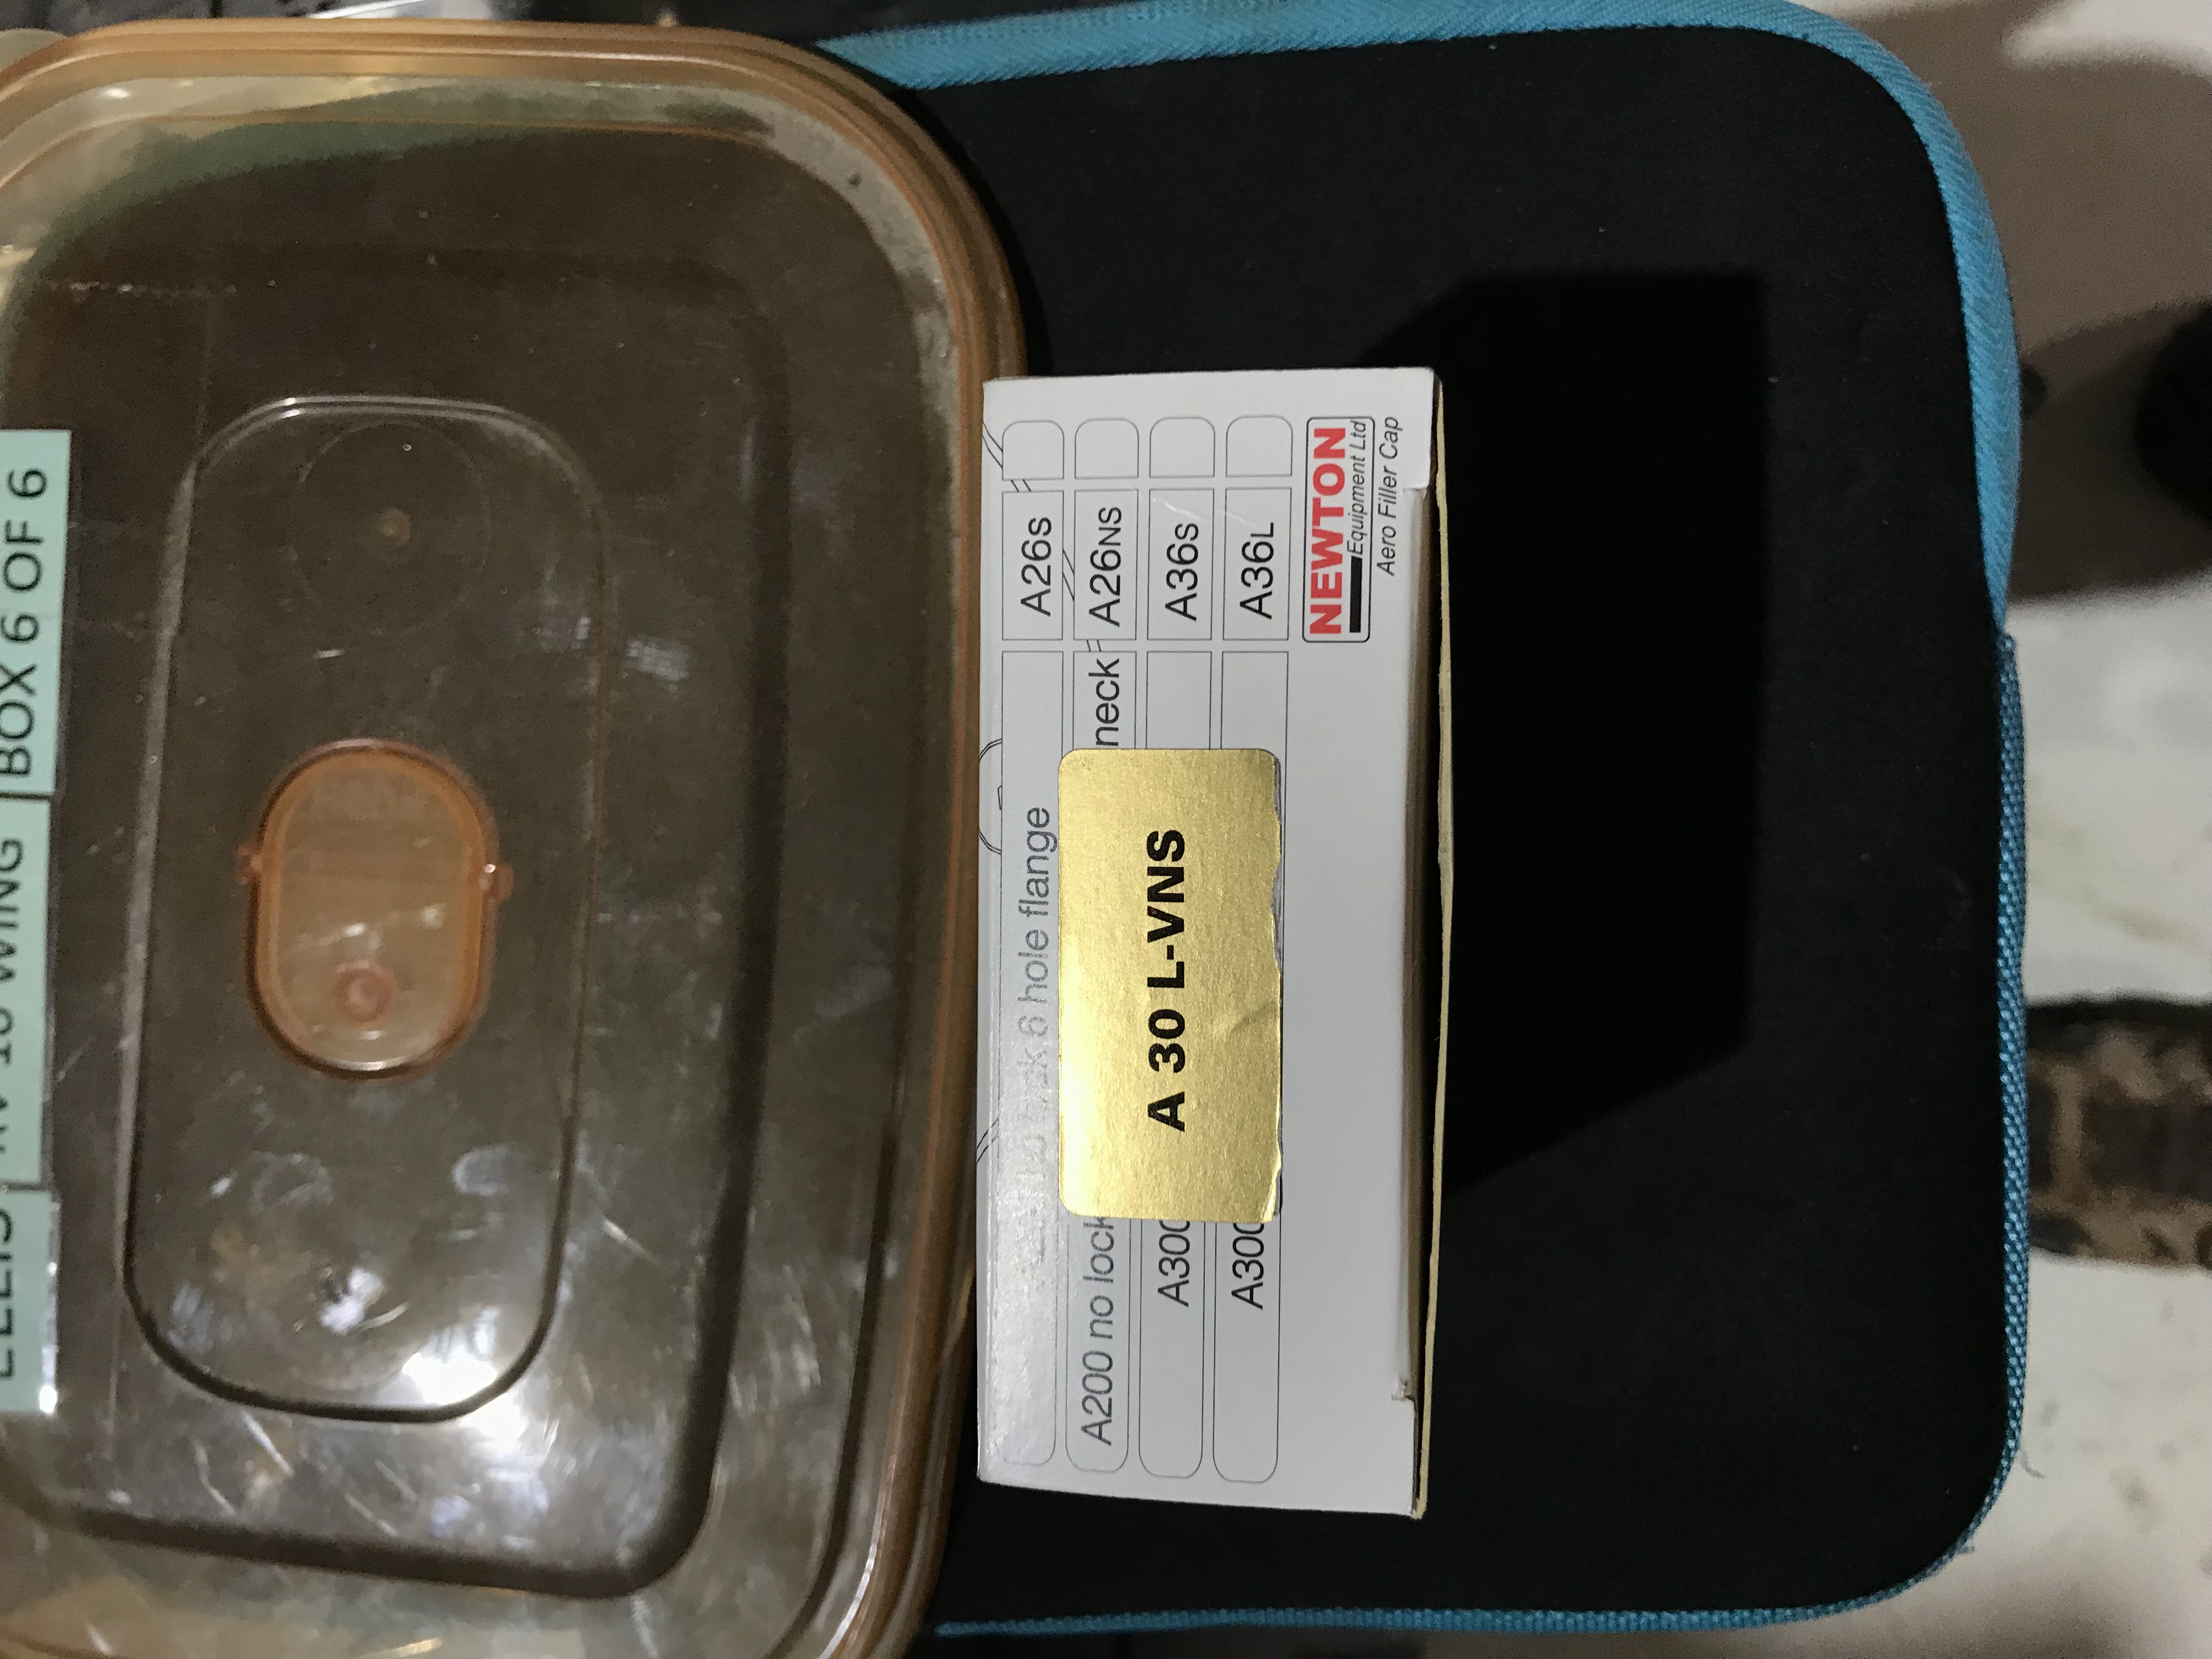 BOX 6 OF 6
WING
hole flange
A26S
A200 no lock
neck
A26NS
A300
A36S
A300
A36L
A 30 L-VNS
NEWTON
Equipment Ltd
Aero Filler Cap